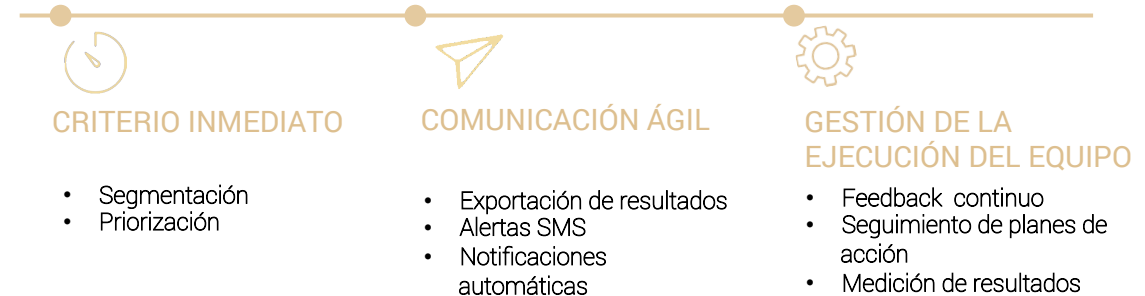 CRITERIO INMEDIATO
• Segmentación
• Priorización
COMUNICACIÓN ÁGIL
• Exportación de resultados
• Alertas SMS
• Notificaciones
automáticas
GESTIÓN DE LA
EJECUCIÓN DEL EQUIPO
• Feedback continuo
• Seguimiento de planes de
acción
• Medición de resultados